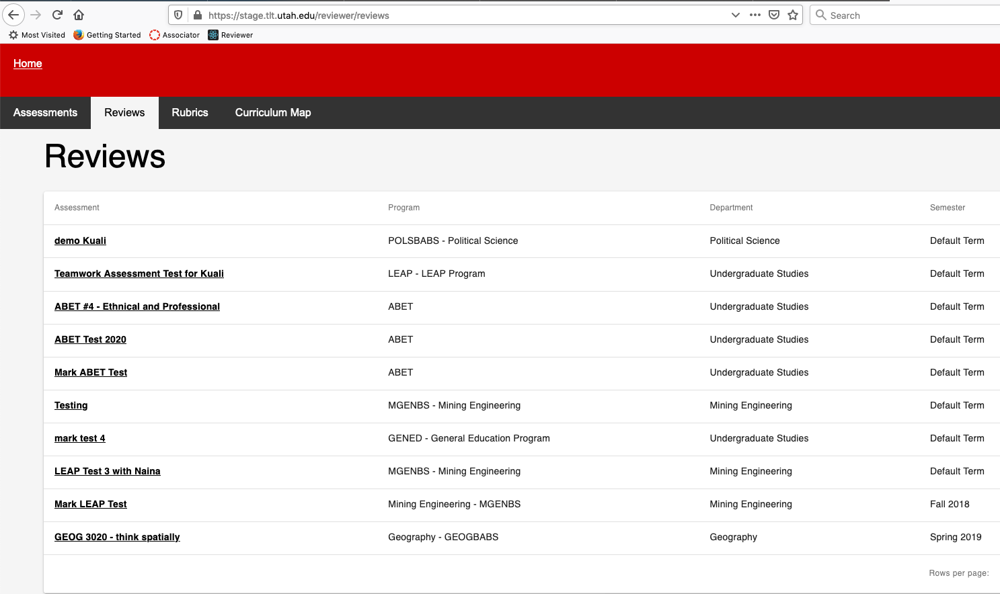 https://stage.tlt.utah.edu/reviewer/reviews
Search
Most Visited Getting Started Associator Reviewer
Home
Assessments Reviews Rubrics Curriculum Map
Reviews
Assessment Program Department Semester
demo Kuali POLSBABS - Political Science Political Science Default Term
Teamwork Assessment Test for Kuali LEAP - LEAP Program Undergraduate Studies Default Term
ABET #4 - Ethnical and Professional ABET Undergraduate Studies Default Term
ABET Test 2020 ABET Undergraduate Studies Default Term
Mark ABET Test ABET Undergraduate Studies Default Term
Testing MGENBS - Mining Engineering Mining Engineering Default Term
mark test 4 GENED - General Education Program Undergraduate Studies Default Term
LEAP Test 3 with Naina MGENBS - Mining Engineering Mining Engineering Default Term
Mark LEAP Test Mining Engineering - MGENBS Mining Engineering Fall 2018
GEOG 3020 - think spatially Geography - GEOGBABS Geography Spring 2019
Rows per page: